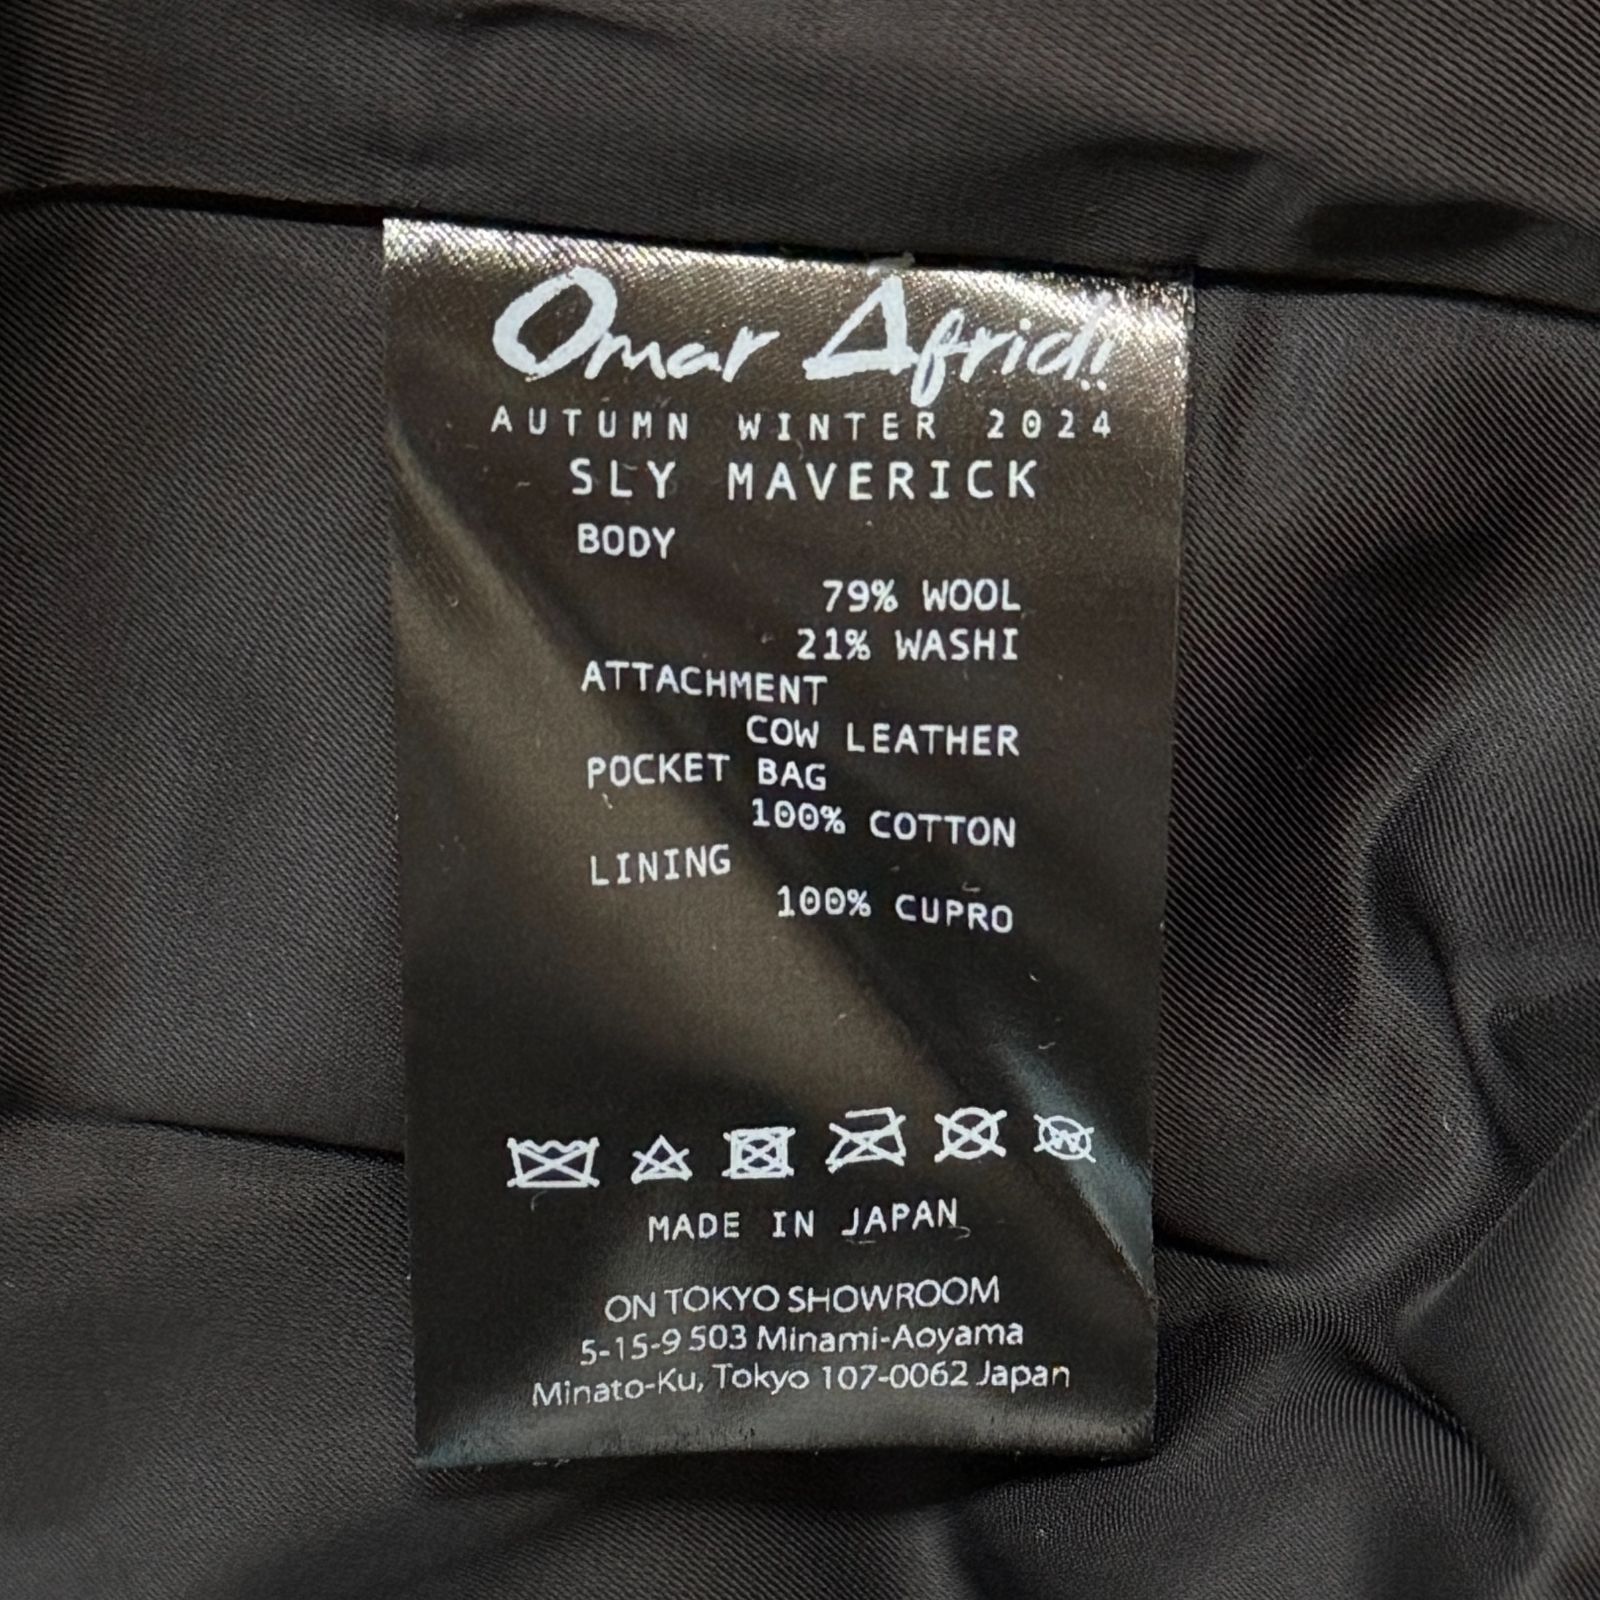 Omar Afridi
AUTUMN WINTER 2024
SLY MAVERICK
BODY
79% WOOL
21% WASHI
ATTACHMENT
COW LEATHER
POCKET BAG
100% COTTON
LINING
100% CUPRO
W
MADE IN JAPAN
ON TOKYO SHOWROOM
5-15-9 503 Minami-Aoyama
Minato-Ku, Tokyo 107-0062 Japan